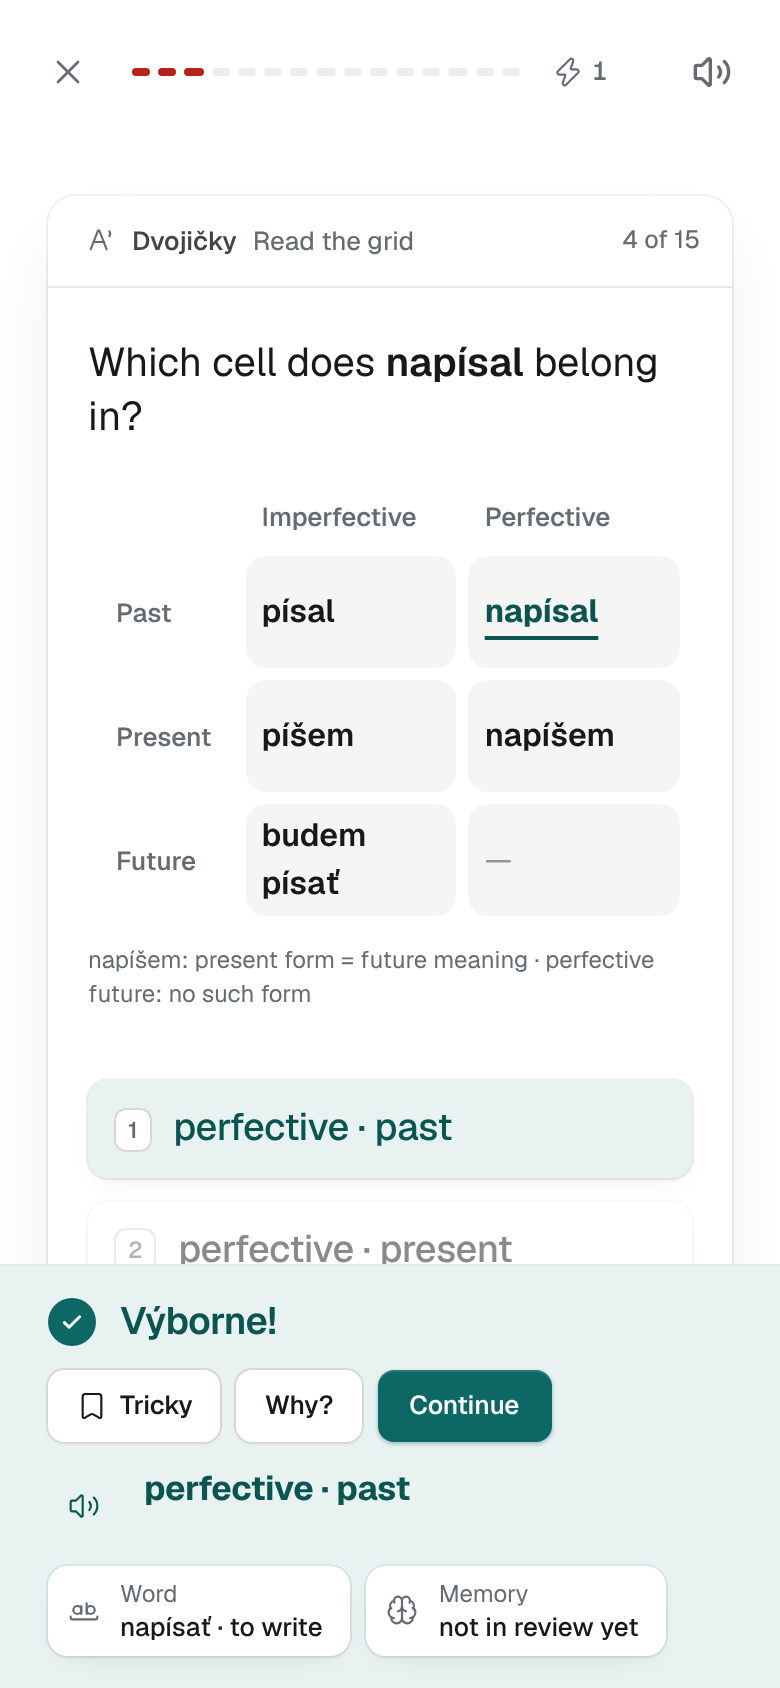 1
Dvojičky Read the grid 4 of 15
Which cell does napísal belong
in?
Imperfective Perfective
Past písal napísal
Present píšem napíšem
Future budem písať —
napíšem: present form = future meaning · perfective
future: no such form
1 perfective · past
2 perfective · present
Výborne!
Tricky Why? Continue
perfective · past
Word
napísať · to write
Memory
not in review yet